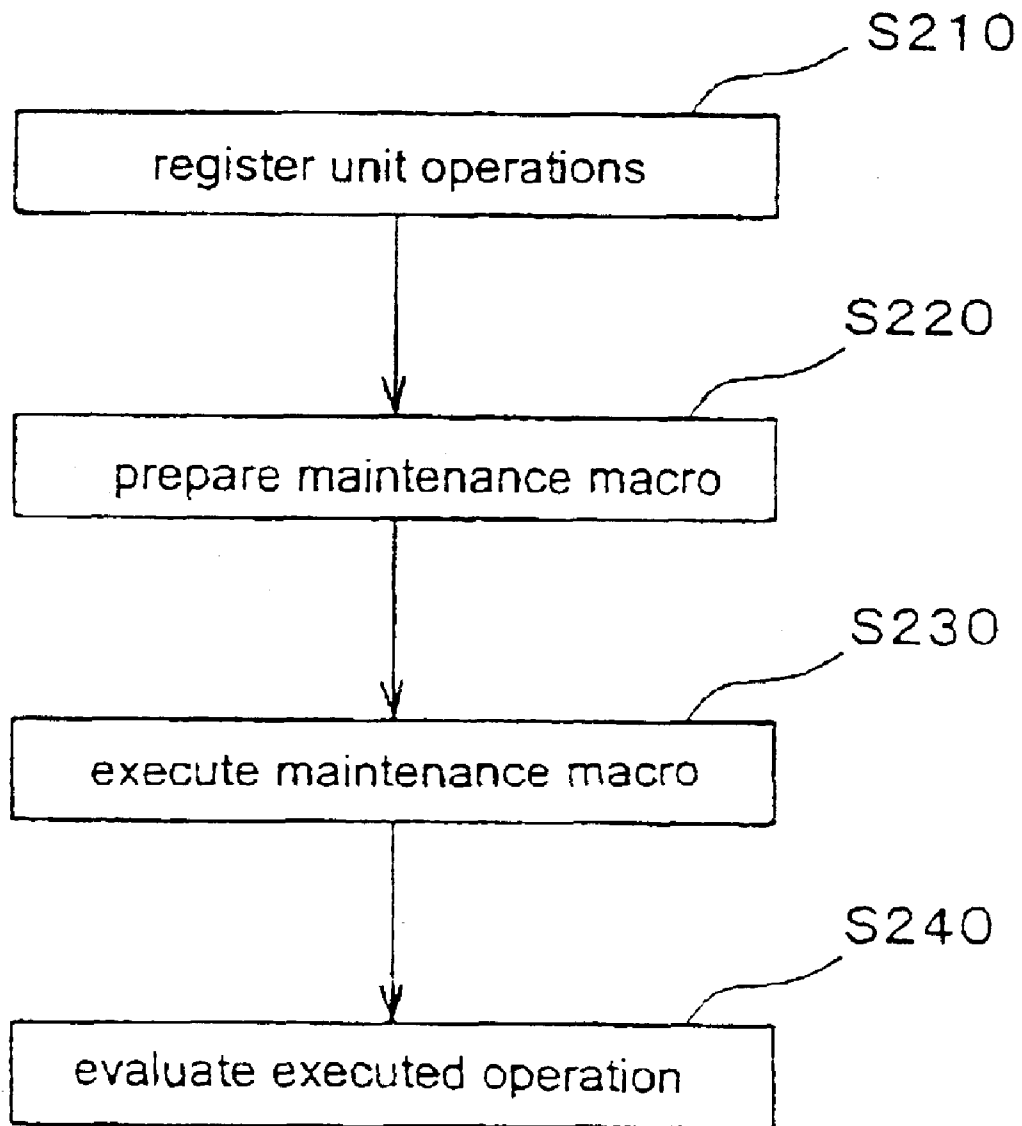 S210
register unit operations
S220
prepare maintenance macro
S230
execute maintenance macro
S240
evaluate executed operation